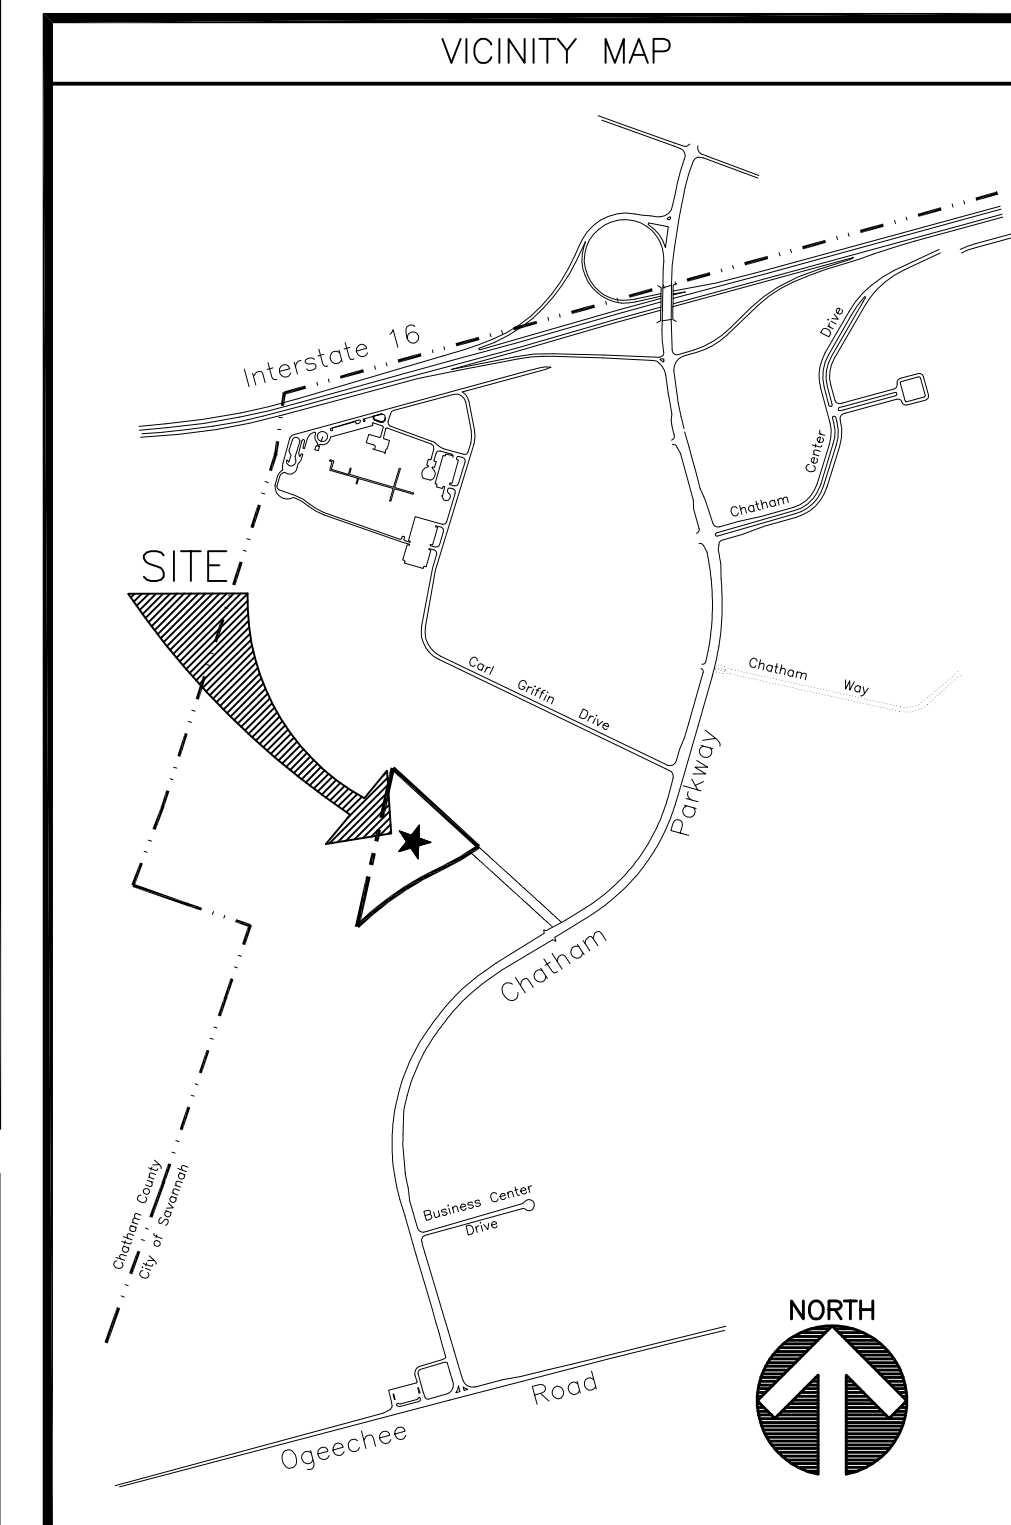 VICINITY MAP
Interstate 16
Drive
Center
Chatham
SITE
Carl Griffin Drive
Chatham Way
Parkway
Chatham
Chatham County
City of Savannah
Business Center
Drive
NORTH
Ogeechee Road